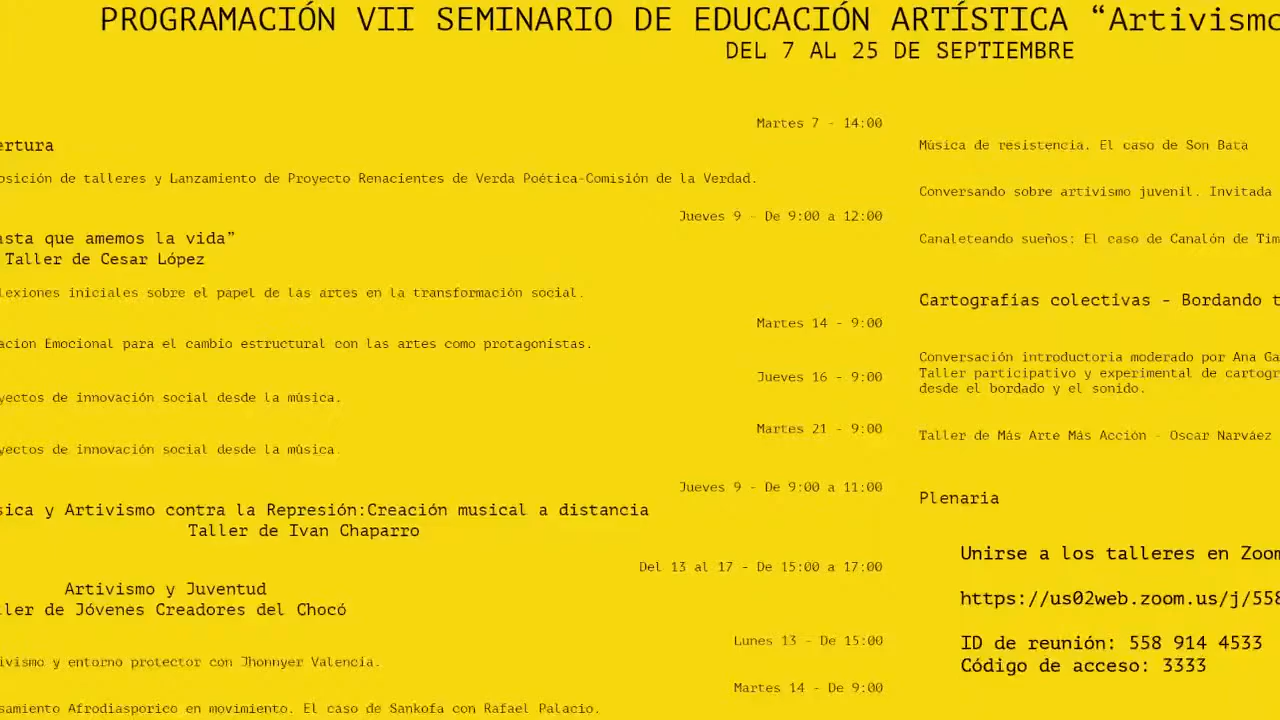 PROGRAMACIÓN VII SEMINARIO DE EDUCACIÓN ARTÍSTICA “Artivismo
DEL 7 AL 25 DE SEPTIEMBRE
Martes 7 - 14:00
ertura
osición de talleres y Lanzamiento de Proyecto Renacientes de Verda Poética-Comisión de la Verdad.
Jueves 9 - De 9:00 a 12:00
asta que amemos la vida”
Taller de Cesar López
lexiones iniciales sobre el papel de las artes en la transformación social.
Martes 14 - 9:00
acion Emocional para el cambio estructural con las artes como protagonistas.
Jueves 16 - 9:00
yectos de innovación social desde la música.
Martes 21 - 9:00
yectos de innovación social desde la música.
Jueves 9 - De 9:00 a 11:00
sica y Artivismo contra la Represión:Creación musical a distancia
Taller de Ivan Chaparro
Del 13 al 17 - De 15:00 a 17:00
Artivismo y Juventud
ller de Jóvenes Creadores del Chocó
Lunes 13 - De 15:00
ivismo y entorno protector con Jhonnyer Valencia.
Martes 14 - De 9:00
samiento Afrodiasporico en movimiento. El caso de Sankofa con Rafael Palacio.
Música de resistencia. El caso de Son Bata
Conversando sobre artivismo juvenil. Invitada
Canaleteando sueños: El caso de Canalón de Tim
Cartografías colectivas - Bordando t
Conversación introductoria moderado por Ana Ga
Taller participativo y experimental de cartogr
desde el bordado y el sonido.
Taller de Más Arte Más Acción - Oscar Narváez
Plenaria
Unirse a los talleres en Zoom
https://us02web.zoom.us/j/558
ID de reunión: 558 914 4533
Código de acceso: 3333